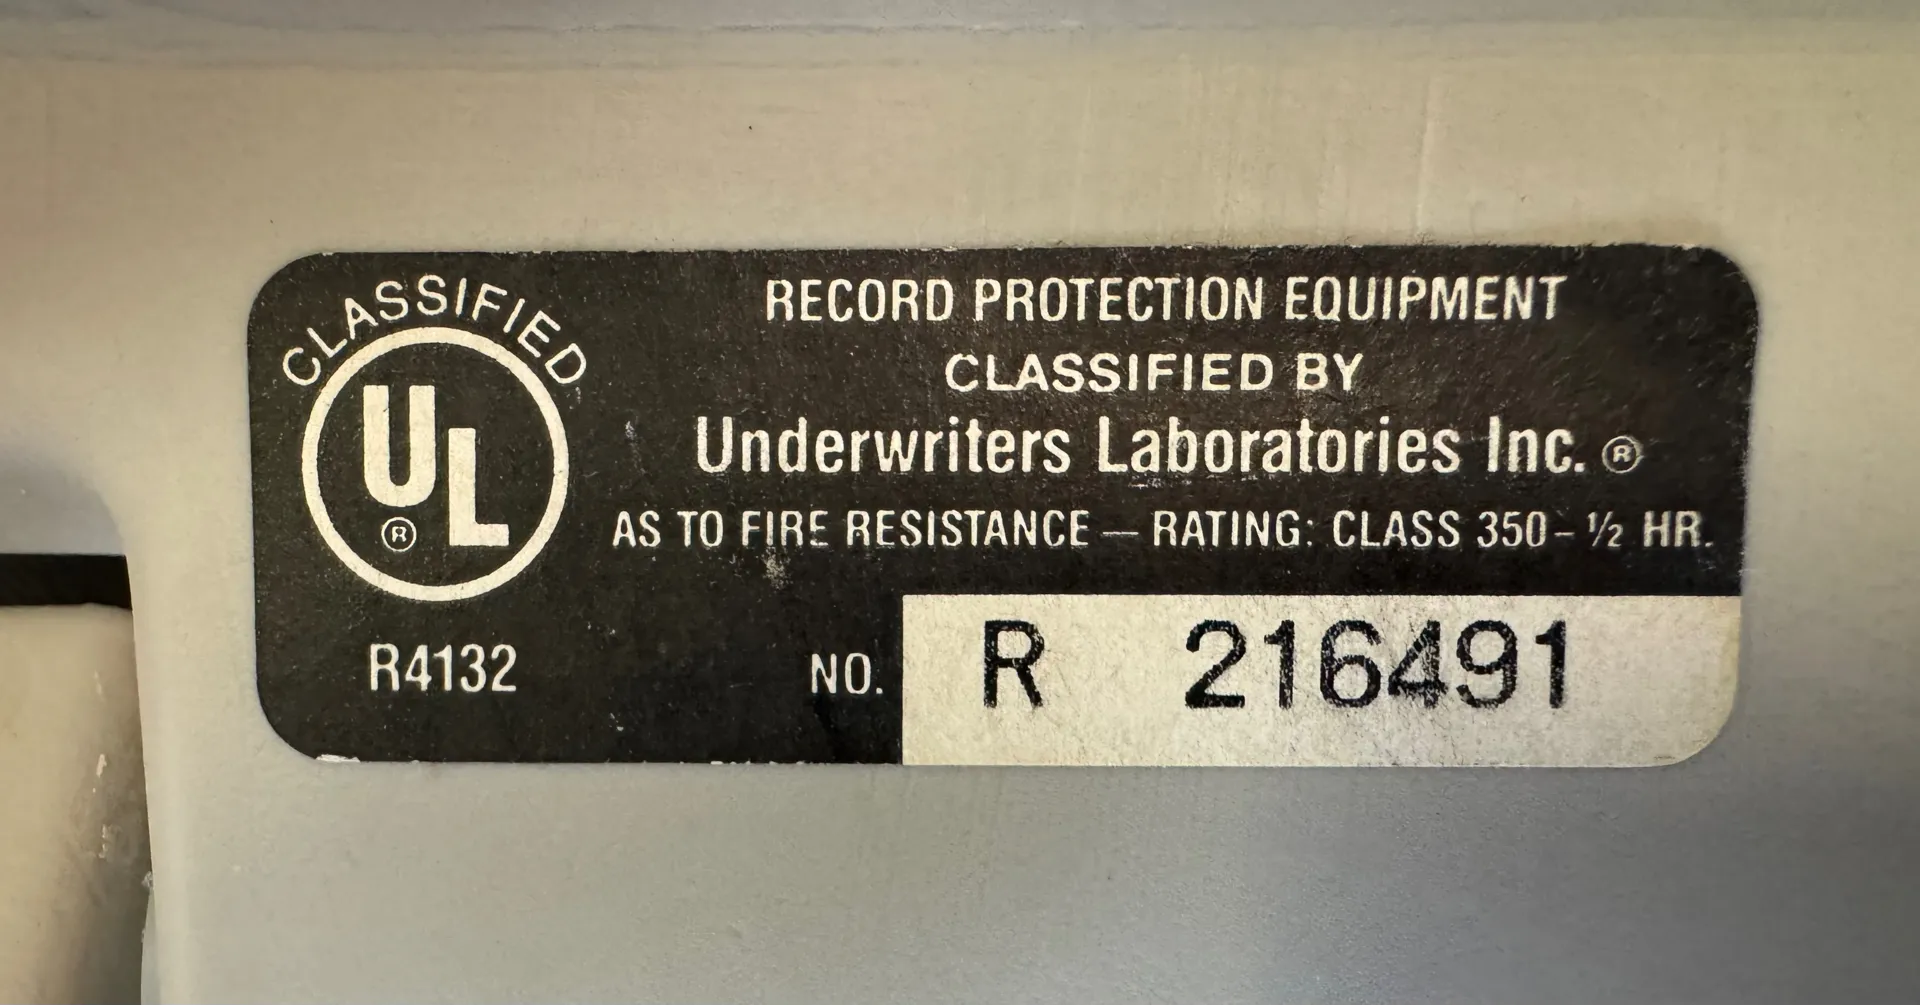 CLASSIFIED
UL®
R4132
RECORD PROTECTION EQUIPMENT
CLASSIFIED BY
Underwriters Laboratories Inc.®
AS TO FIRE RESISTANCE — RATING: CLASS 350-½ HR.
NO. R 216491